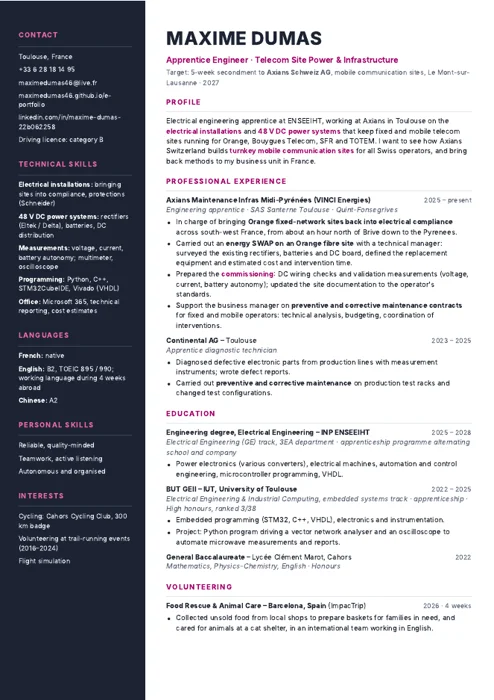 CONTACT
Toulouse, France
+33 6 28 18 14 95
maximedumas46@live.fr
maximedumas46.github.io/e-
portfolio
linkedin.com/in/maxime-dumas-
22b062258
Driving licence: category B
TECHNICAL SKILLS
Electrical installations: bringing
sites into compliance, protections
(Schneider)
48 V DC power systems: rectifiers
(Eltek / Delta), batteries, DC
distribution
Measurements: voltage, current,
battery autonomy; multimeter,
oscilloscope
Programming: Python, C++,
STM32CubeIDE, Vivado (VHDL)
Office: Microsoft 365, technical
reporting, cost estimates
LANGUAGES
French: native
English: B2, TOEIC 895 / 990;
working language during 4 weeks
abroad
Chinese: A2
PERSONAL SKILLS
Reliable, quality-minded
Teamwork, active listening
Autonomous and organised
INTERESTS
Cycling: Cahors Cycling Club, 300
km badge
Volunteering at trail-running events
(2016–2024)
Flight simulation
MAXIME DUMAS
Apprentice Engineer · Telecom Site Power & Infrastructure
Target: 5-week secondment to Axians Schweiz AG, mobile communication sites, Le Mont-sur-
Lausanne · 2027
PROFILE
Electrical engineering apprentice at ENSEEIHT, working at Axians in Toulouse on the
electrical installations and 48 V DC power systems that keep fixed and mobile telecom
sites running for Orange, Bouygues Telecom, SFR and TOTEM. I want to see how Axians
Switzerland builds turnkey mobile communication sites for all Swiss operators, and bring
back methods to my business unit in France.
PROFESSIONAL EXPERIENCE
Axians Maintenance Infras Midi-Pyrénées (VINCI Energies) 2025 – present
Engineering apprentice · SAS Santerne Toulouse · Quint-Fonsegrives
• In charge of bringing Orange fixed-network sites back into electrical compliance
across south-west France, from about an hour north of Brive down to the Pyrenees.
• Carried out an energy SWAP on an Orange fibre site with a technical manager:
surveyed the existing rectifiers, batteries and DC board, defined the replacement
equipment and estimated cost and intervention time.
• Prepared the commissioning: DC wiring checks and validation measurements (voltage,
current, battery autonomy); updated the site documentation to the operator's
standards.
• Support the business manager on preventive and corrective maintenance contracts
for fixed and mobile operators: technical analysis, budgeting, coordination of
interventions.
Continental AG – Toulouse 2023 – 2025
Apprentice diagnostic technician
• Diagnosed defective electronic parts from production lines with measurement
instruments; wrote defect reports.
• Carried out preventive and corrective maintenance on production test racks and
changed test configurations.
EDUCATION
Engineering degree, Electrical Engineering – INP ENSEEIHT 2025 – 2028
Electrical Engineering (GE) track, 3EA department · apprenticeship programme alternating
school and company
• Power electronics (various converters), electrical machines, automation and control
engineering, microcontroller programming, VHDL.
BUT GEII – IUT, University of Toulouse 2022 – 2025
Electrical Engineering & Industrial Computing, embedded systems track · apprenticeship ·
High honours, ranked 3/38
• Embedded programming (STM32, C++, VHDL), electronics and instrumentation.
• Project: Python program driving a vector network analyser and an oscilloscope to
automate microwave measurements and reports.
General Baccalaureate – Lycée Clément Marot, Cahors 2022
Mathematics, Physics-Chemistry, English · Honours
VOLUNTEERING
Food Rescue & Animal Care – Barcelona, Spain (ImpacTrip) 2026 · 4 weeks
• Collected unsold food from local shops to prepare baskets for families in need, and
cared for animals at a cat shelter, in an international team working in English.